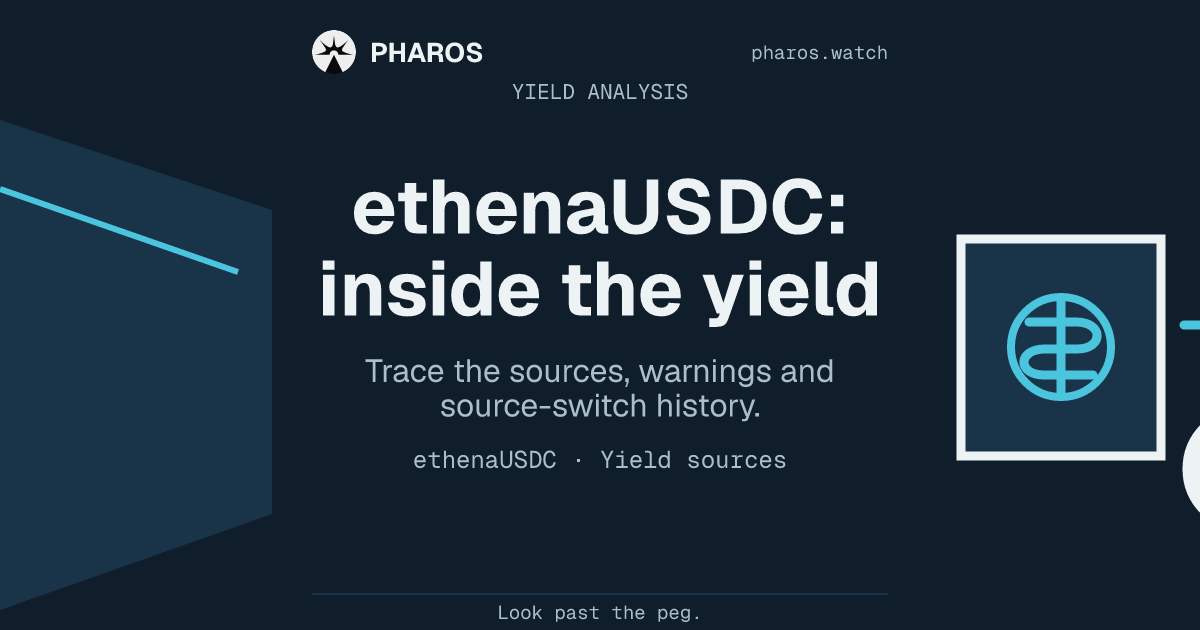 PHAROS
pharos.watch
YIELD ANALYSIS
ethenaUSDC:
inside the yield
Trace the sources, warnings and
source-switch history.
ethenaUSDC · Yield sources
Look past the peg.